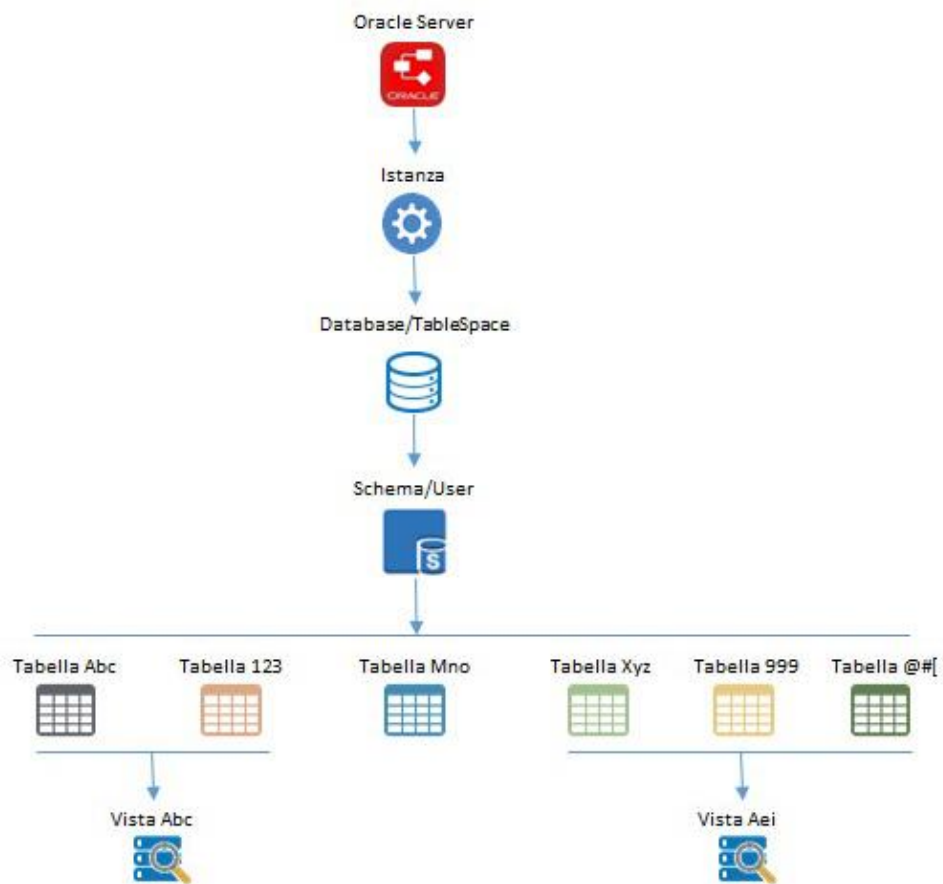 Oracle Server
ORACLE
Istanza
Database/TableSpace
Schema/User
S
Tabella Abc
Tabella 123
Tabella Mno
Tabella Xyz
Tabella 999
Tabella @#[
Vista Abc
Vista Aei